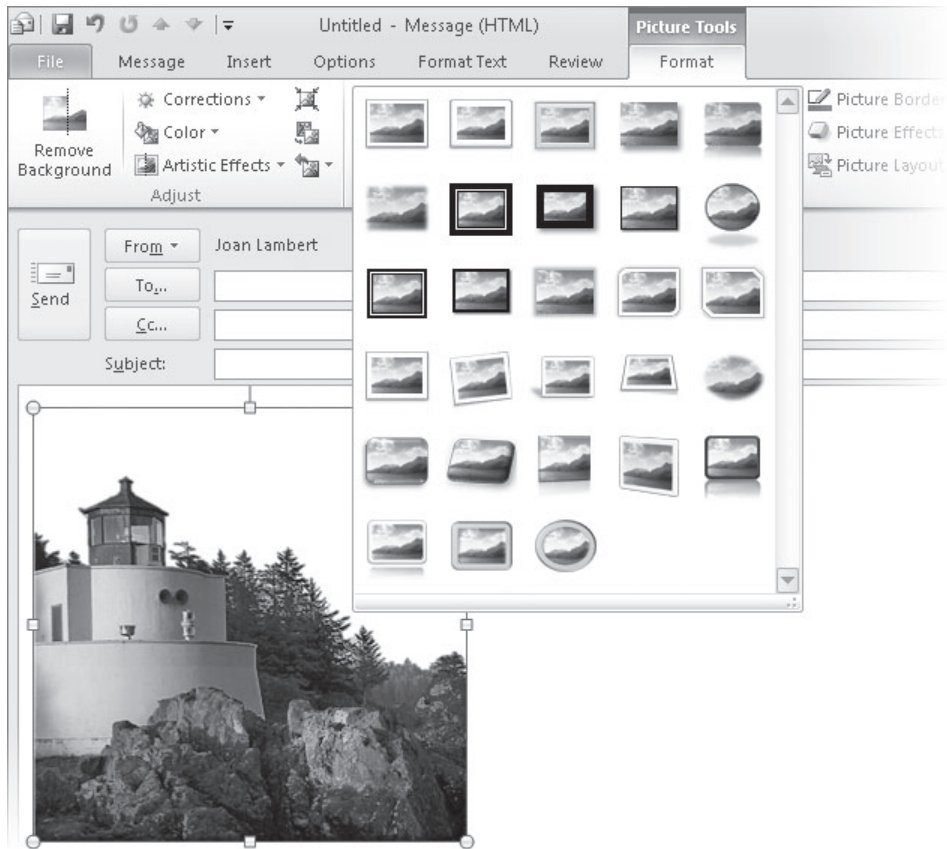 Untitled - Message (HTML)
Picture Tools
File Message Insert Options Format Text Review Format
Remove Background
Corrections
Color
Artistic Effects
Adjust
Picture Border
Picture Effects
Picture Layout
Send
From Joan Lambert
To...
Cc...
Subject: